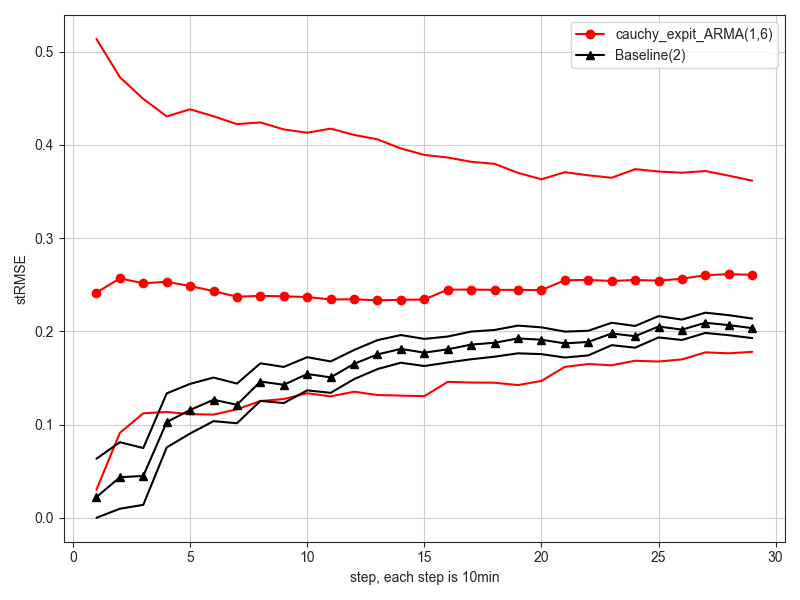 cauchy_expit_ARMA(1,6)
Baseline(2)
stRMSE
0.5
0.4
0.3
0.2
0.1
0.0
0 5 10 15 20 25 30
step, each step is 10min